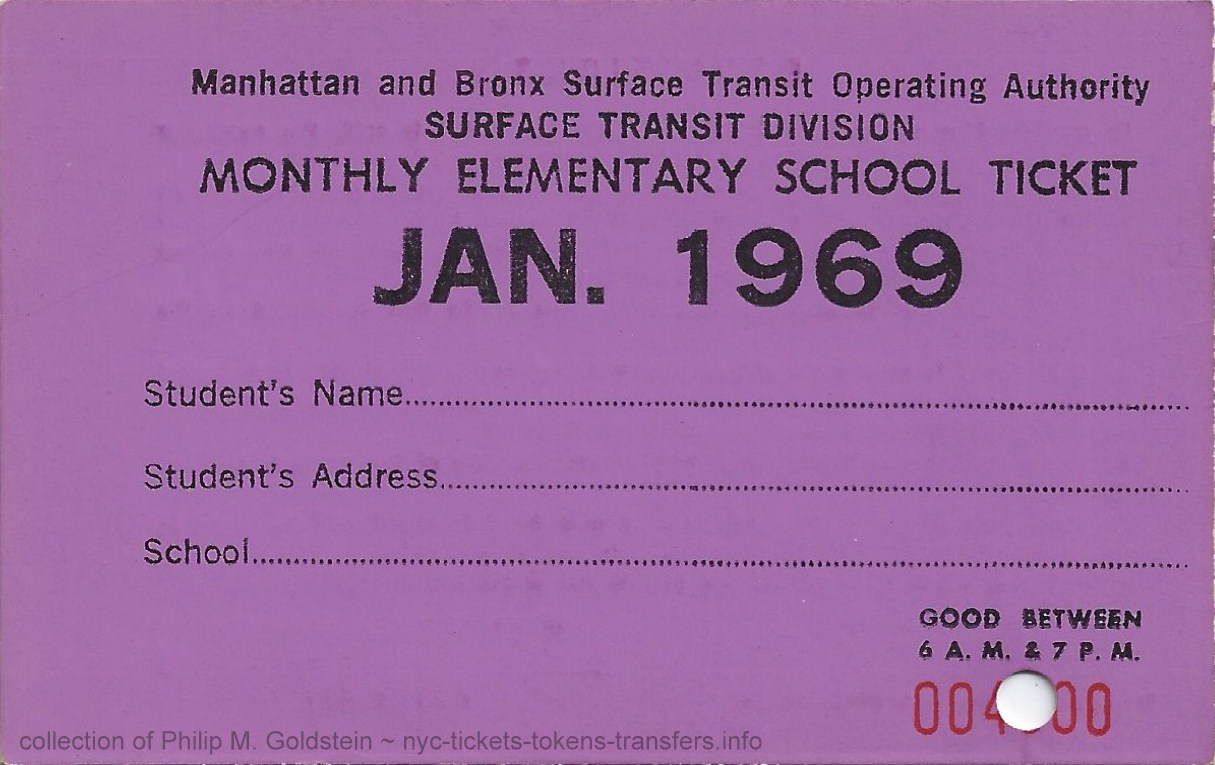 Manhattan and Bronx Surface Transit Operating Authority
SURFACE TRANSIT DIVISION
MONTHLY ELEMENTARY SCHOOL TICKET
JAN. 1969
Student's Name
Student's Address
School
GOOD BETWEEN
6 A. M. & 7 P. M.
collection of Philip M. Goldstein ~ nyc-tickets-tokens-transfers.info